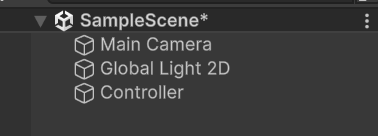 SampleScene*
Main Camera
Global Light 2D
Controller